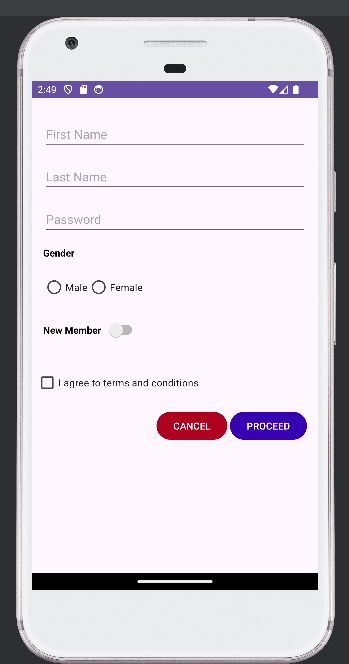 2:49
First Name
Last Name
Password
Gender
Male Female
New Member
I agree to terms and conditions
CANCEL PROCEED